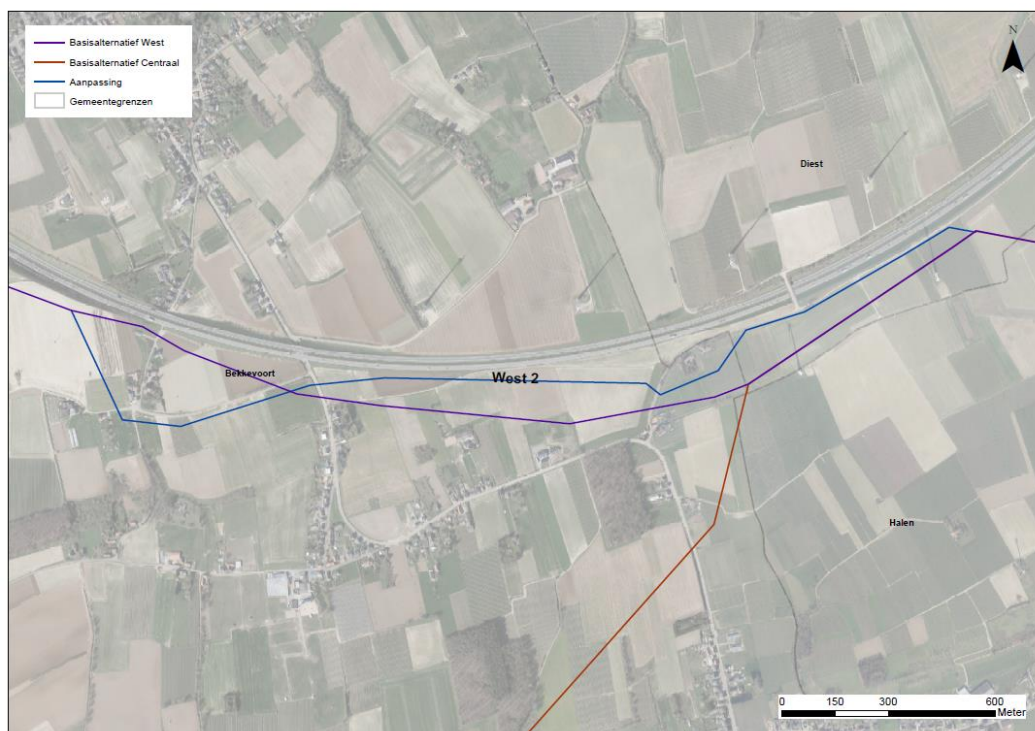 Basisalternatief West
Basisalternatief Centraal
Aanpassing
Gemeentegrenzen
N
Diest
Bekkevoort
West 2
Halen
0 150 300 600
Meter